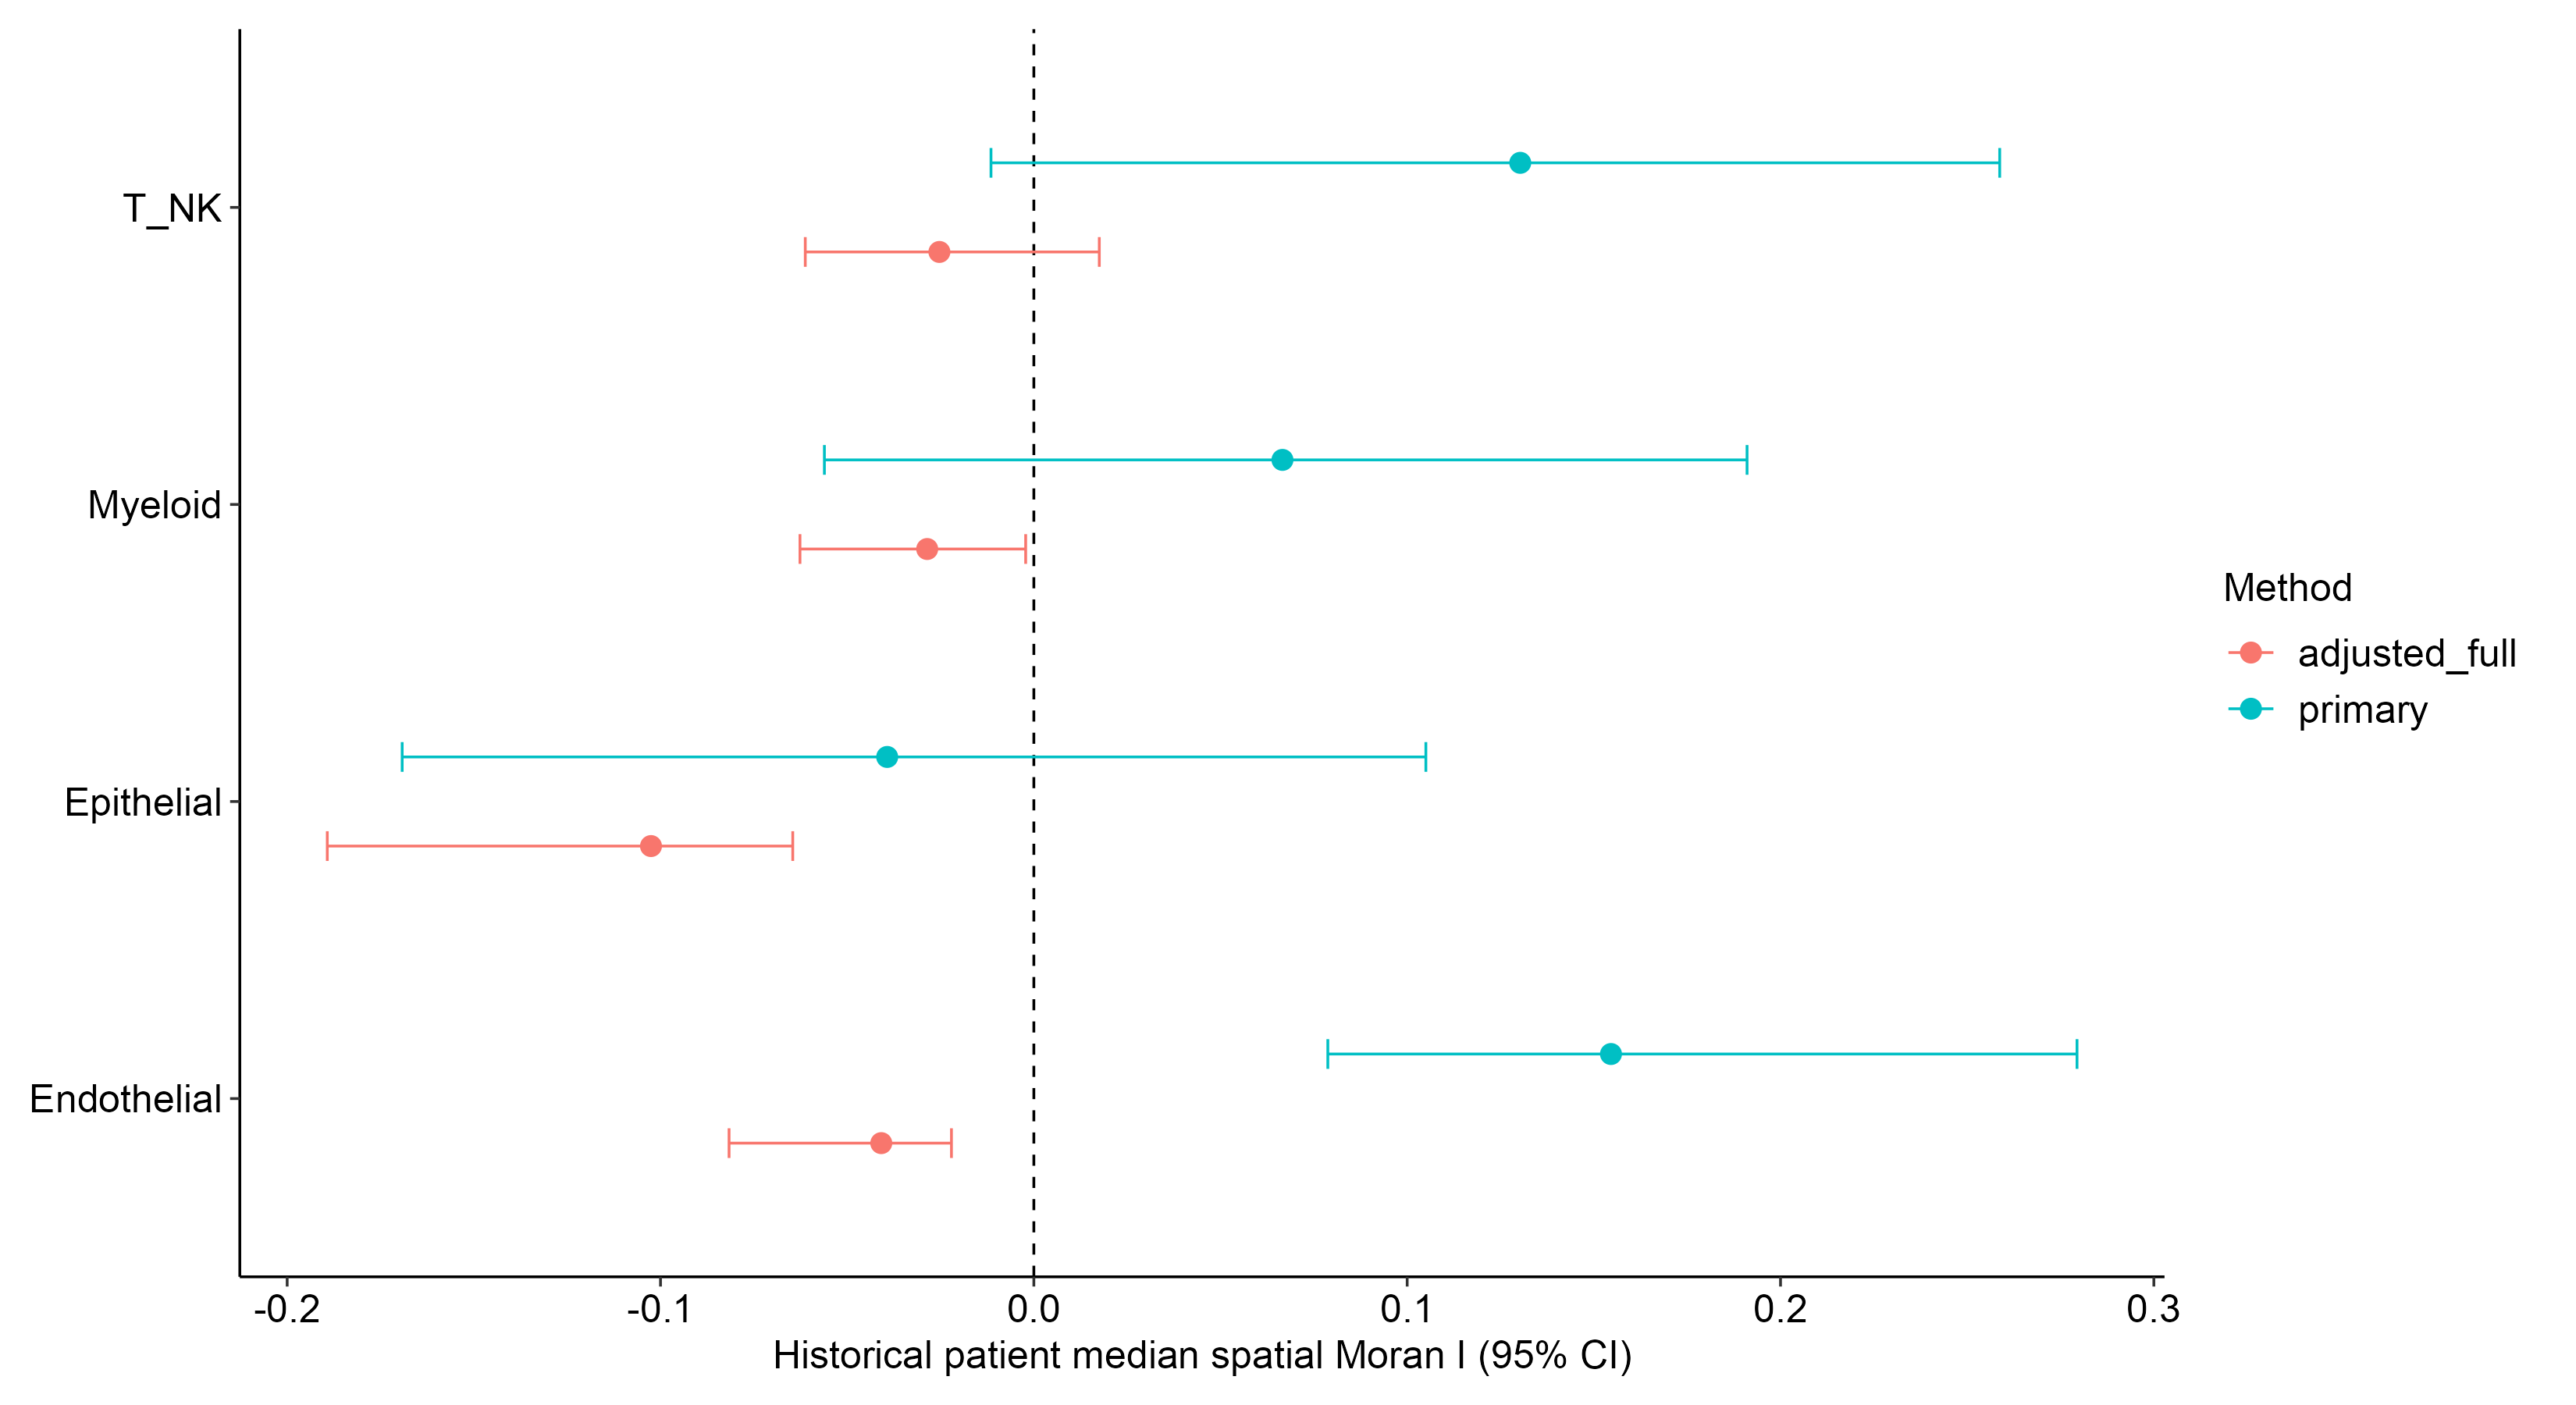 T_NK
Myeloid
Epithelial
Endothelial
-0.2 -0.1 0.0 0.1 0.2 0.3
Historical patient median spatial Moran I (95% CI)
Method
adjusted_full
primary